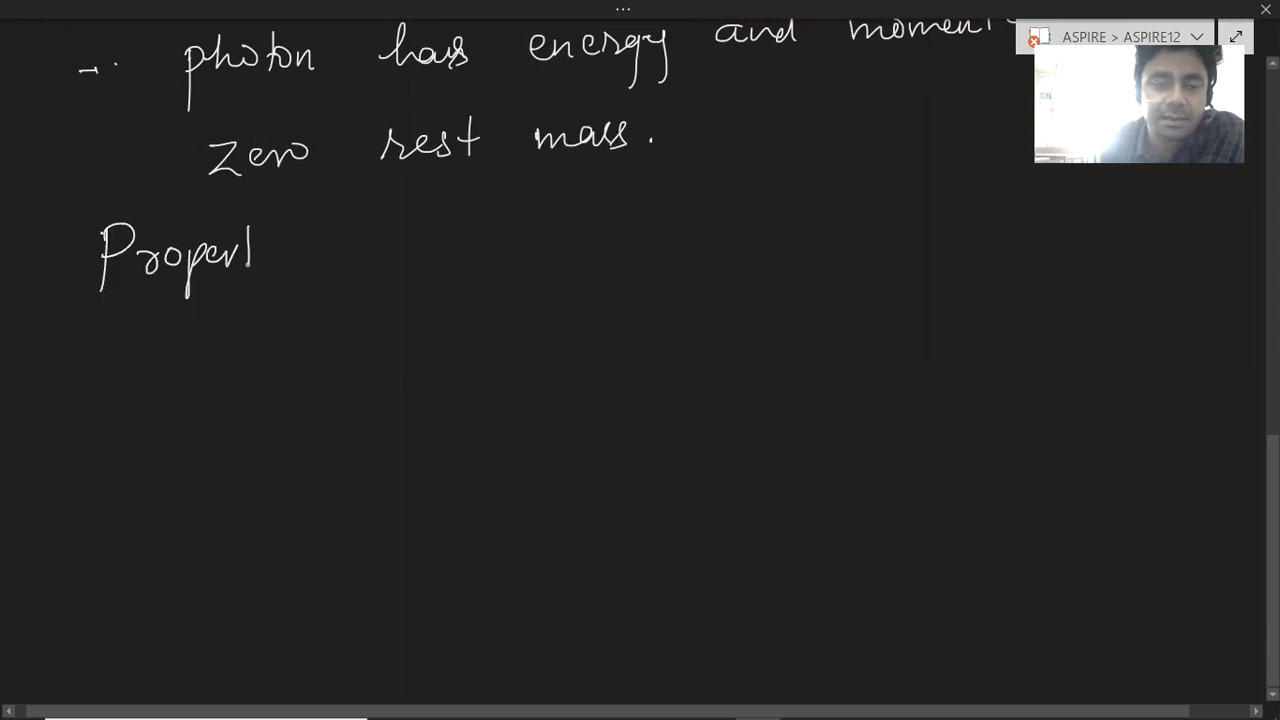 photon has energy and moment
ASPIRE > ASPIRE12
zero rest mass.
Propert